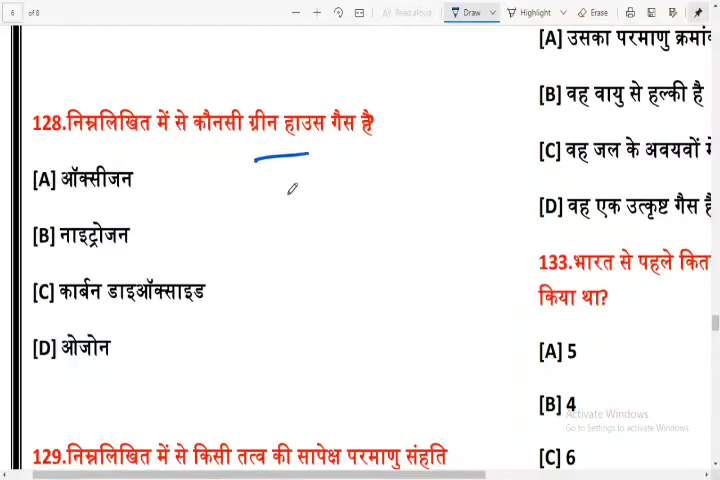 6 of 8
Read aloud
Draw
Highlight
Erase
128.निम्नलिखित में से कौनसी ग्रीन हाउस गैस है?
[A] ऑक्सीजन
[B] नाइट्रोजन
[C] कार्बन डाइऑक्साइड
[D] ओजोन
129.निम्नलिखित में से किसी तत्व की सापेक्ष परमाणु संहति
[A] उसका परमाणु
[B] वह वायु से हल्की है
[C] वह जल के अवयवों
[D] वह एक उत्कृष्ट गैस
133.भारत से पहले
किया था?
[A] 5
[B] 4
[C] 6
Activate Windows
Go to Settings to activate Windows.